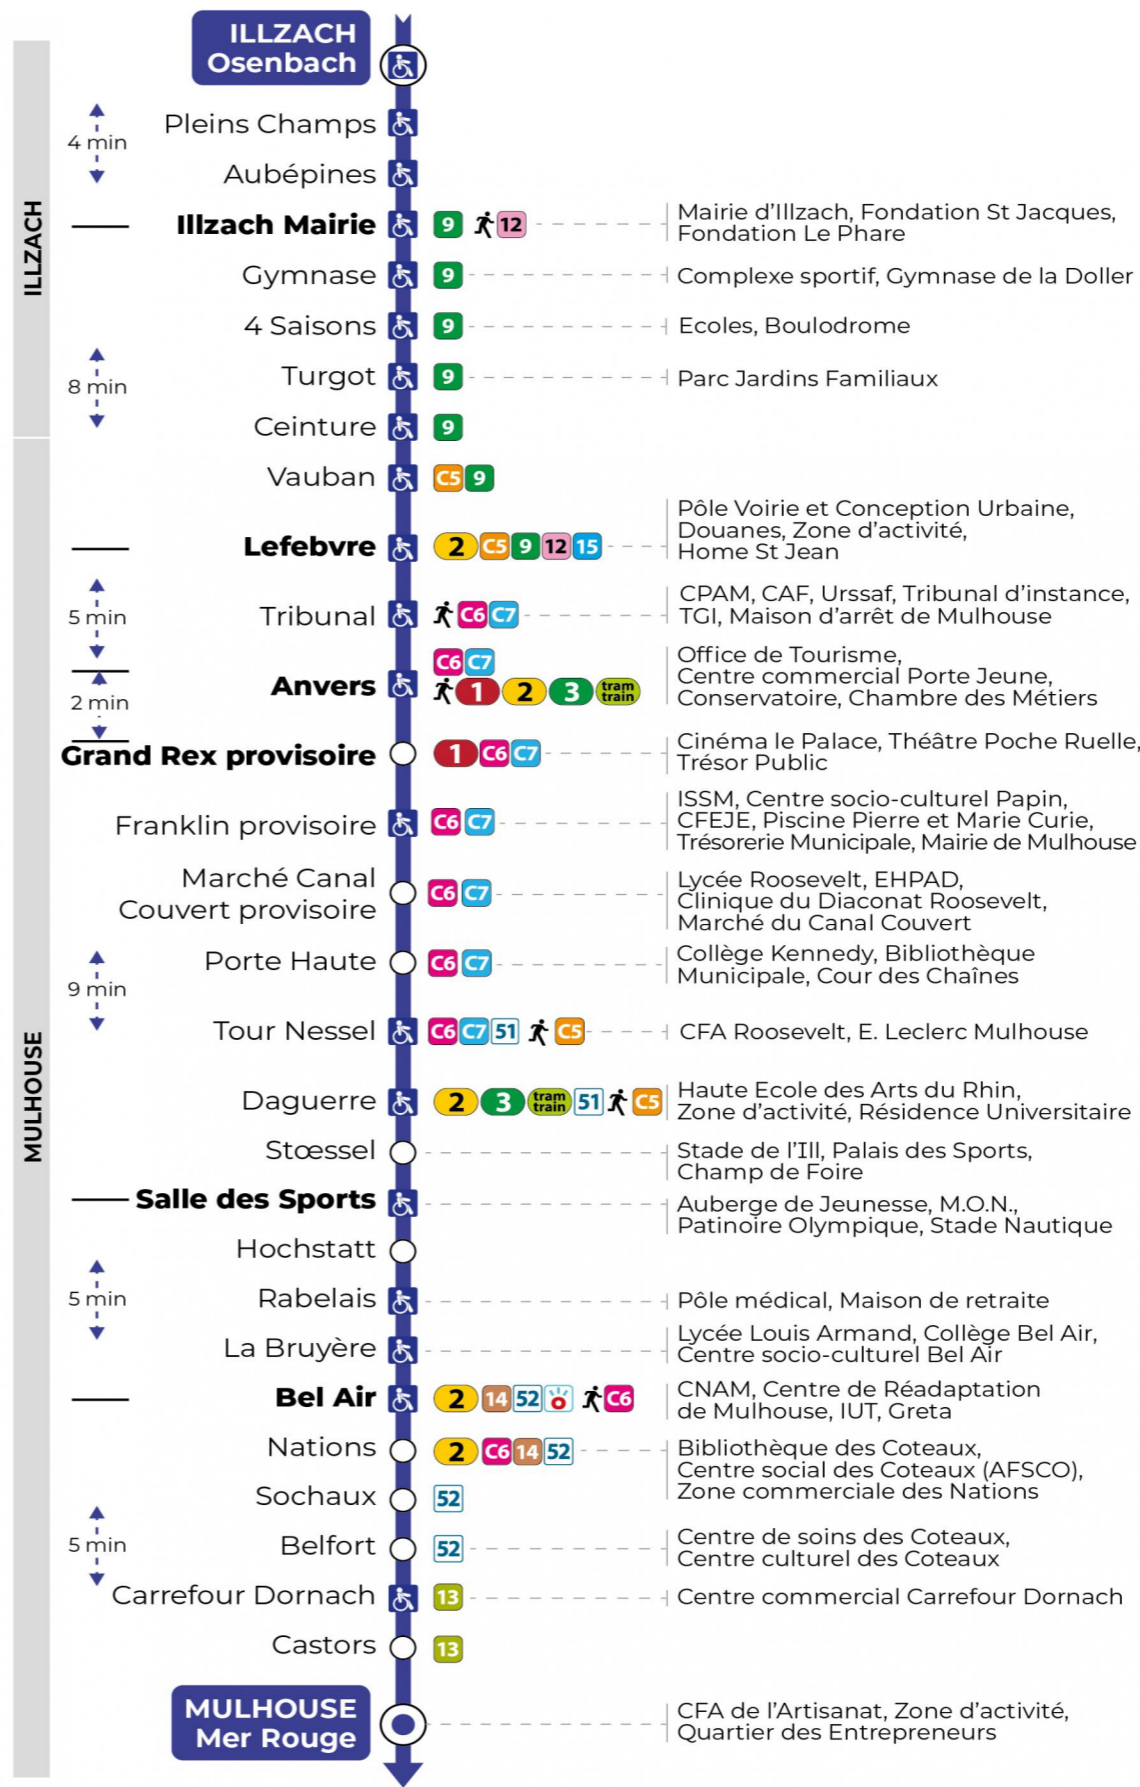 ILLZACH
Osenbach
ILLZACH
4 min
Pleins Champs
Aubépines
Illzach Mairie 9 12
Mairie d'Illzach, Fondation St Jacques,
Fondation Le Phare
Gymnase 9 Complexe sportif, Gymnase de la Doller
4 Saisons 9 Ecoles, Boulodrome
Turgot 9 Parc Jardins Familiaux
8 min
Ceinture 9
Vauban C5 9
Lefebvre 2 C5 9 12 15
Pôle Voirie et Conception Urbaine,
Douanes, Zone d'activité,
Home St Jean
5 min
Tribunal C6 C7
CPAM, CAF, Urssaf, Tribunal d'instance,
TGI, Maison d'arrêt de Mulhouse
Anvers
C6 C7
1 2 3 tram
train
Office de Tourisme,
Centre commercial Porte Jeune,
Conservatoire, Chambre des Métiers
2 min
Grand Rex provisoire 1 C6 C7
Cinéma le Palace, Théâtre Poche Ruelle,
Trésor Public
Franklin provisoire C6 C7
ISSM, Centre socio-culturel Papin,
CFEJE, Piscine Pierre et Marie Curie,
Trésorerie Municipale, Mairie de Mulhouse
Marché Canal
Couvert provisoire
C6 C7
Lycée Roosevelt, EHPAD,
Clinique du Diaconat Roosevelt,
Marché du Canal Couvert
Porte Haute C6 C7
Collège Kennedy, Bibliothèque
Municipale, Cour des Chaînes
9 min
MULHOUSE
Tour Nessel C6 C7 51 C5 CFA Roosevelt, E. Leclerc Mulhouse
Daguerre 2 3 tram
train 51 C5
Haute Ecole des Arts du Rhin,
Zone d'activité, Résidence Universitaire
Stœssel
Stade de l'Ill, Palais des Sports,
Champ de Foire
Salle des Sports
Auberge de Jeunesse, M.O.N.,
Patinoire Olympique, Stade Nautique
Hochstatt
5 min
Rabelais Pôle médical, Maison de retraite
La Bruyère
Lycée Louis Armand, Collège Bel Air,
Centre socio-culturel Bel Air
Bel Air 2 14 52 C6
CNAM, Centre de Réadaptation
de Mulhouse, IUT, Greta
Nations 2 C6 14 52
Bibliothèque des Coteaux,
Centre social des Coteaux (AFSCO),
Zone commerciale des Nations
Sochaux 52
5 min
Belfort 52
Centre de soins des Coteaux,
Centre culturel des Coteaux
Carrefour Dornach 13 Centre commercial Carrefour Dornach
Castors 13
MULHOUSE
Mer Rouge
CFA de l'Artisanat, Zone d'activité,
Quartier des Entrepreneurs